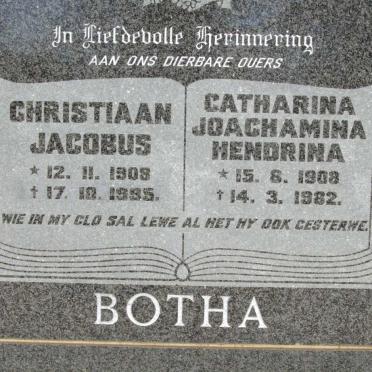 In Liefdevolle Herinnering
AAN ONS DIERBARE OUERS
CHRISTIAAN
JACOBUS
* 12. 11. 1909
† 17. 10. 1995.
CATHARINA
JOACHAMINA
HENDRINA
* 15. 6. 1908
† 14. 3. 1982.
WIE IN MY GLO SAL LEWE AL HET HY OOK GESTERWE.
BOTHA